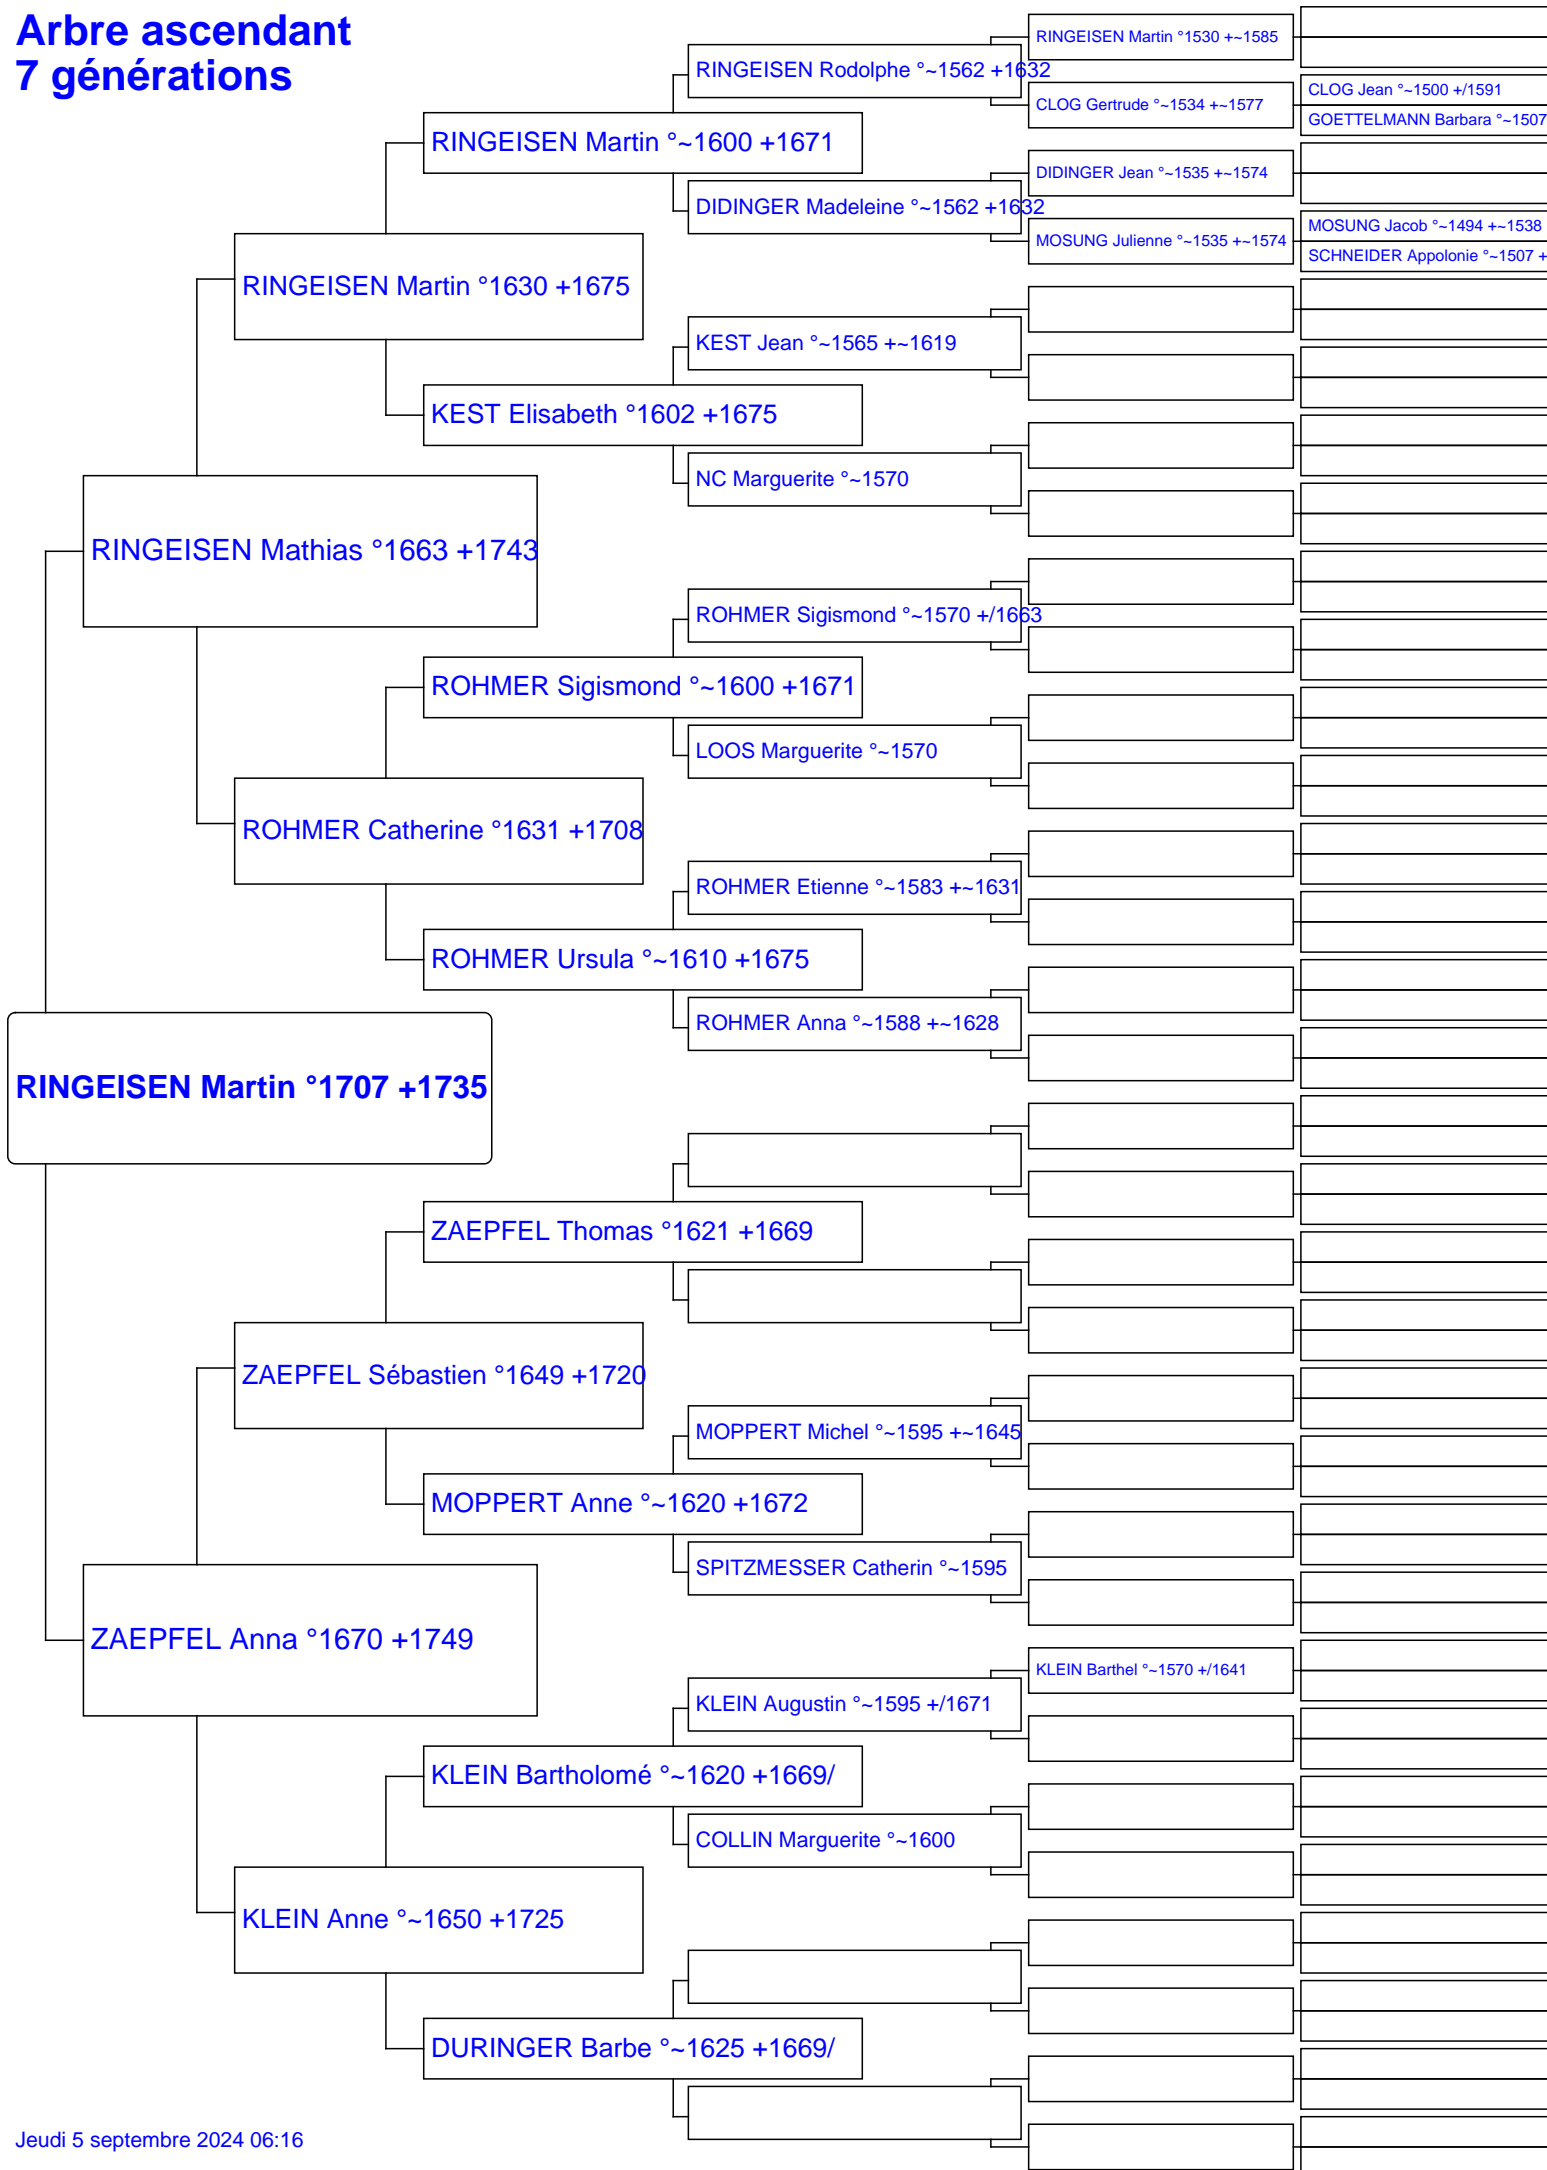 Arbre ascendant
7 générations
RINGEISEN Martin °1530 +~1585
RINGEISEN Rodolphe °~1562 +1632
CLOG Jean °~1500 +/1591
CLOG Gertrude °~1534 +~1577
GOETTELMANN Barbara °~1507
RINGEISEN Martin °~1600 +1671
DIDINGER Jean °~1535 +~1574
DIDINGER Madeleine °~1562 +1632
MOSUNG Jacob °~1494 +~1538
MOSUNG Julienne °~1535 +~1574
SCHNEIDER Appolonie °~1507 +
RINGEISEN Martin °1630 +1675
KEST Jean °~1565 +~1619
KEST Elisabeth °1602 +1675
NC Marguerite °~1570
RINGEISEN Mathias °1663 +1743
ROHMER Sigismond °~1570 +/1663
ROHMER Sigismond °~1600 +1671
LOOS Marguerite °~1570
ROHMER Catherine °1631 +1708
ROHMER Etienne °~1583 +~1631
ROHMER Ursula °~1610 +1675
ROHMER Anna °~1588 +~1628
RINGEISEN Martin °1707 +1735
ZAEPFEL Thomas °1621 +1669
ZAEPFEL Sébastien °1649 +1720
MOPPERT Michel °~1595 +~1645
MOPPERT Anne °~1620 +1672
SPITZMESSER Catherin °~1595
ZAEPFEL Anna °1670 +1749
KLEIN Barthel °~1570 +/1641
KLEIN Augustin °~1595 +/1671
KLEIN Bartholomé °~1620 +1669/
COLLIN Marguerite °~1600
KLEIN Anne °~1650 +1725
DURINGER Barbe °~1625 +1669/
Jeudi 5 septembre 2024 06:16